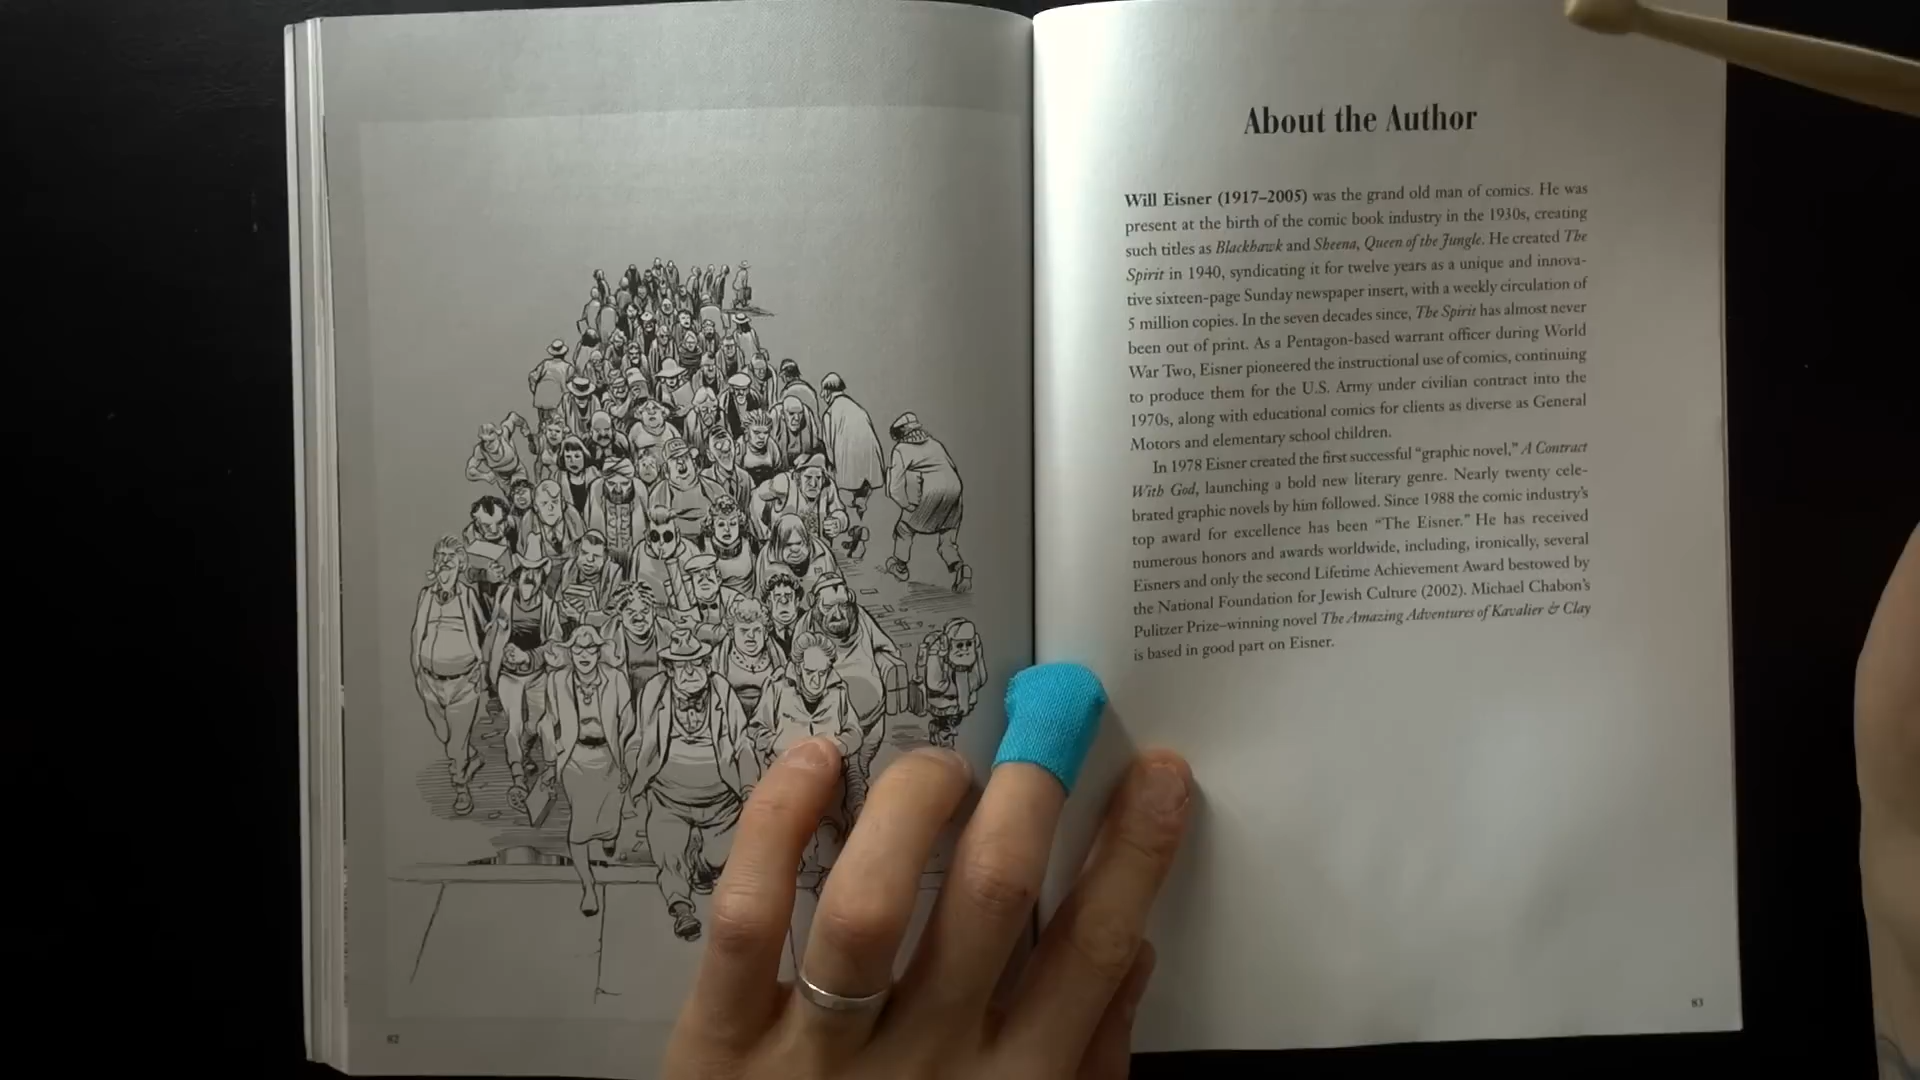 82
About the Author
Will Eisner (1917–2005) was the grand old man of comics. He was
present at the birth of the comic book industry in the 1930s, creating
such titles as Blackhawk and Sheena, Queen of the Jungle. He created The
Spirit in 1940, syndicating it for twelve years as a unique and innova-
tive sixteen-page Sunday newspaper insert, with a weekly circulation of
5 million copies. In the seven decades since, The Spirit has almost never
been out of print. As a Pentagon-based warrant officer during World
War Two, Eisner pioneered the instructional use of comics, continuing
to produce them for the U.S. Army under civilian contract into the
1970s, along with educational comics for clients as diverse as General
Motors and elementary school children.
In 1978 Eisner created the first successful “graphic novel,” A Contract
With God, launching a bold new literary genre. Nearly twenty cele-
brated graphic novels by him followed. Since 1988 the comic industry’s
top award for excellence has been “The Eisner.” He has received
numerous honors and awards worldwide, including, ironically, several
Eisners and only the second Lifetime Achievement Award bestowed by
the National Foundation for Jewish Culture (2002). Michael Chabon’s
Pulitzer Prize–winning novel The Amazing Adventures of Kavalier & Clay
is based in good part on Eisner.
83